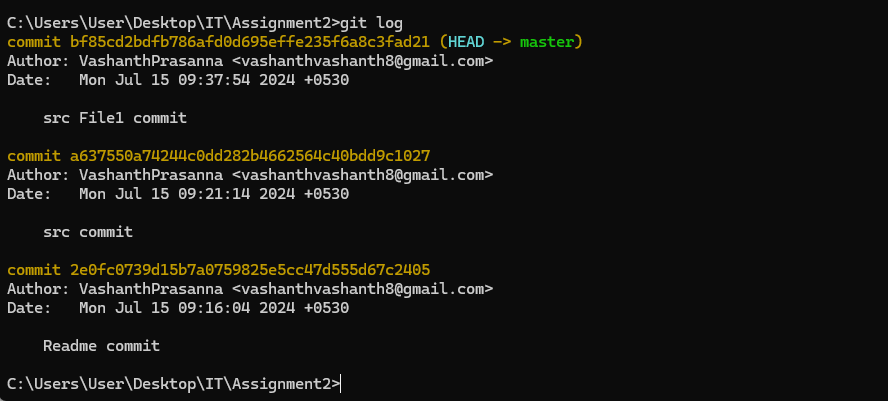 C:\Users\User\Desktop\IT\Assignment2>git log
commit bf85cd2bdfb786afd0d695effe235f6a8c3fad21 (HEAD -> master)
Author: VashanthPrasanna <vashanthvashanth8@gmail.com>
Date:   Mon Jul 15 09:37:54 2024 +0530
    src File1 commit
commit a637550a74244c0dd282b4662564c40bdd9c1027
Author: VashanthPrasanna <vashanthvashanth8@gmail.com>
Date:   Mon Jul 15 09:21:14 2024 +0530
    src commit
commit 2e0fc0739d15b7a0759825e5cc47d555d67c2405
Author: VashanthPrasanna <vashanthvashanth8@gmail.com>
Date:   Mon Jul 15 09:16:04 2024 +0530
    Readme commit
C:\Users\User\Desktop\IT\Assignment2>